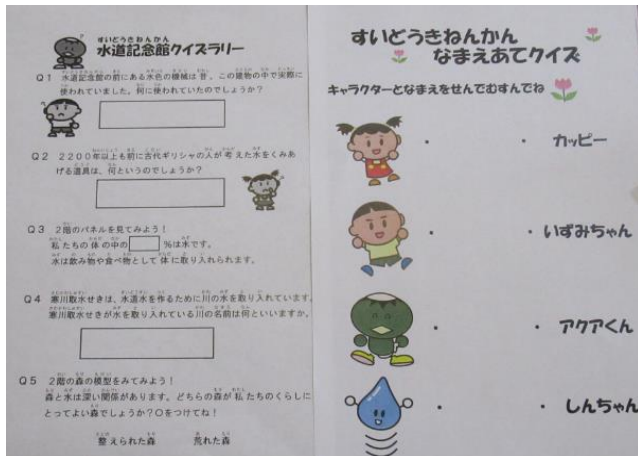 すいどうきねんかん
水道記念館クイズラリー
Q1 水道記念館の前にある水色の機械は昔、この建物の中で実際に
使われていました。何に使われていたのでしょうか？
Q2 2200年以上も前に古代ギリシャの人が考えた水をくみあ
げる道具は、何というのでしょうか？
Q3 2階のパネルを見てみよう！
私たちの体の中の %は水です。
水は飲み物や食べ物として体に取り入れられます。
Q4 寒川取水せきは、水道水を作るために川の水を取り入れています。
寒川取水せきが水を取り入れている川の名前は何といいますか。
Q5 2階の森の模型をみてみよう！
森と水は深い関係があります。どちらの森が私たちのくらしに
とってよい森でしょうか？○をつけてね！
整えられた森 荒れた森
すいどうきねんかん
なまえあてクイズ
キャラクターとなまえをせんでむすんでね
カッピー
いずみちゃん
アクアくん
しんちゃん